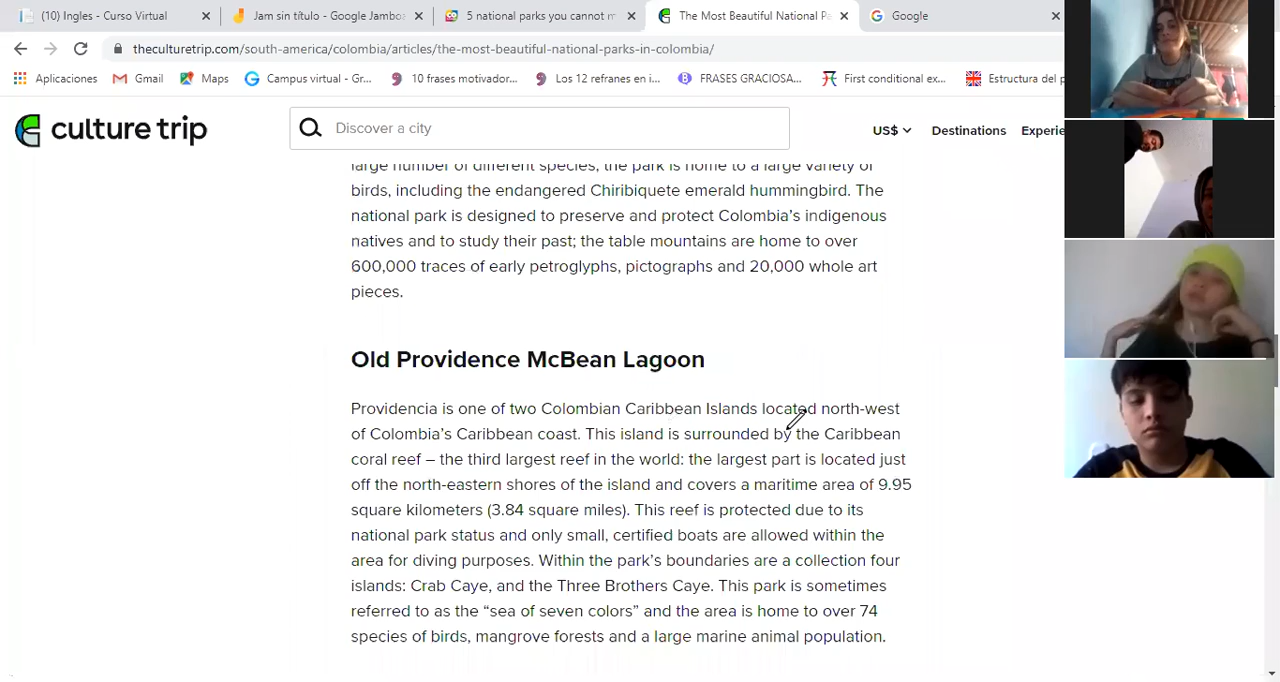 (10) Ingles - Curso Virtual
Jam sin título - Google Jamboa
5 national parks you cannot m
The Most Beautiful National Pa
Google
theculturetrip.com/south-america/colombia/articles/the-most-beautiful-national-parks-in-colombia/
Aplicaciones
Gmail
Maps
Campus virtual - Gr...
10 frases motivador...
Los 12 refranes en i...
FRASES GRACIOSA...
First conditional ex...
Estructura del p
culture trip
Discover a city
US$
Destinations
Experie
large number of different species, the park is home to a large variety of
birds, including the endangered Chiribiquete emerald hummingbird. The
national park is designed to preserve and protect Colombia's indigenous
natives and to study their past; the table mountains are home to over
600,000 traces of early petroglyphs, pictographs and 20,000 whole art
pieces.
Old Providence McBean Lagoon
Providencia is one of two Colombian Caribbean Islands located north-west
of Colombia's Caribbean coast. This island is surrounded by the Caribbean
coral reef – the third largest reef in the world: the largest part is located just
off the north-eastern shores of the island and covers a maritime area of 9.95
square kilometers (3.84 square miles). This reef is protected due to its
national park status and only small, certified boats are allowed within the
area for diving purposes. Within the park's boundaries are a collection four
islands: Crab Caye, and the Three Brothers Caye. This park is sometimes
referred to as the “sea of seven colors” and the area is home to over 74
species of birds, mangrove forests and a large marine animal population.